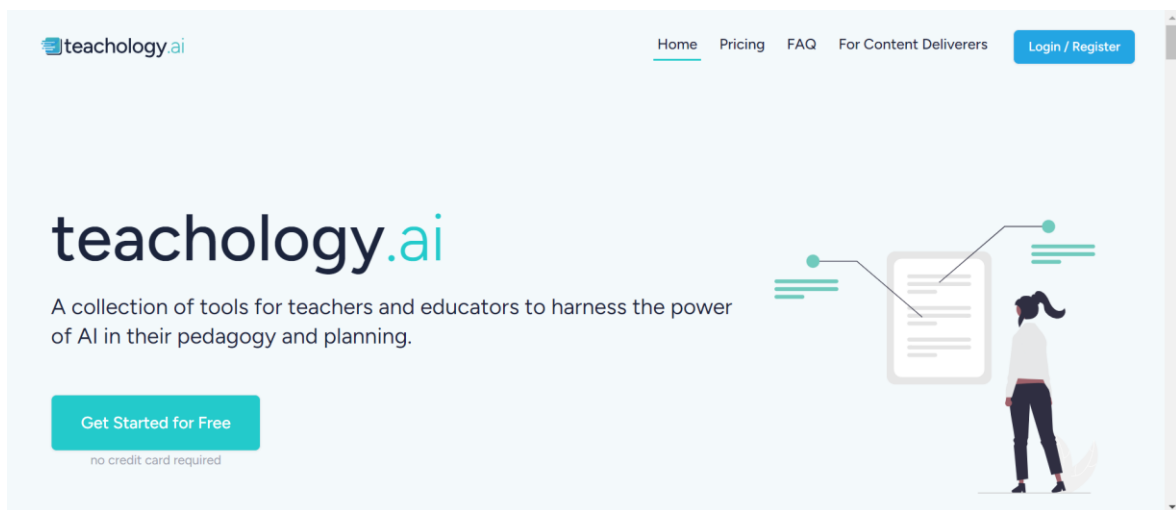 teachology.ai
Home Pricing FAQ For Content Deliverers Login / Register
teachology.ai
A collection of tools for teachers and educators to harness the power
of AI in their pedagogy and planning.
Get Started for Free
no credit card required